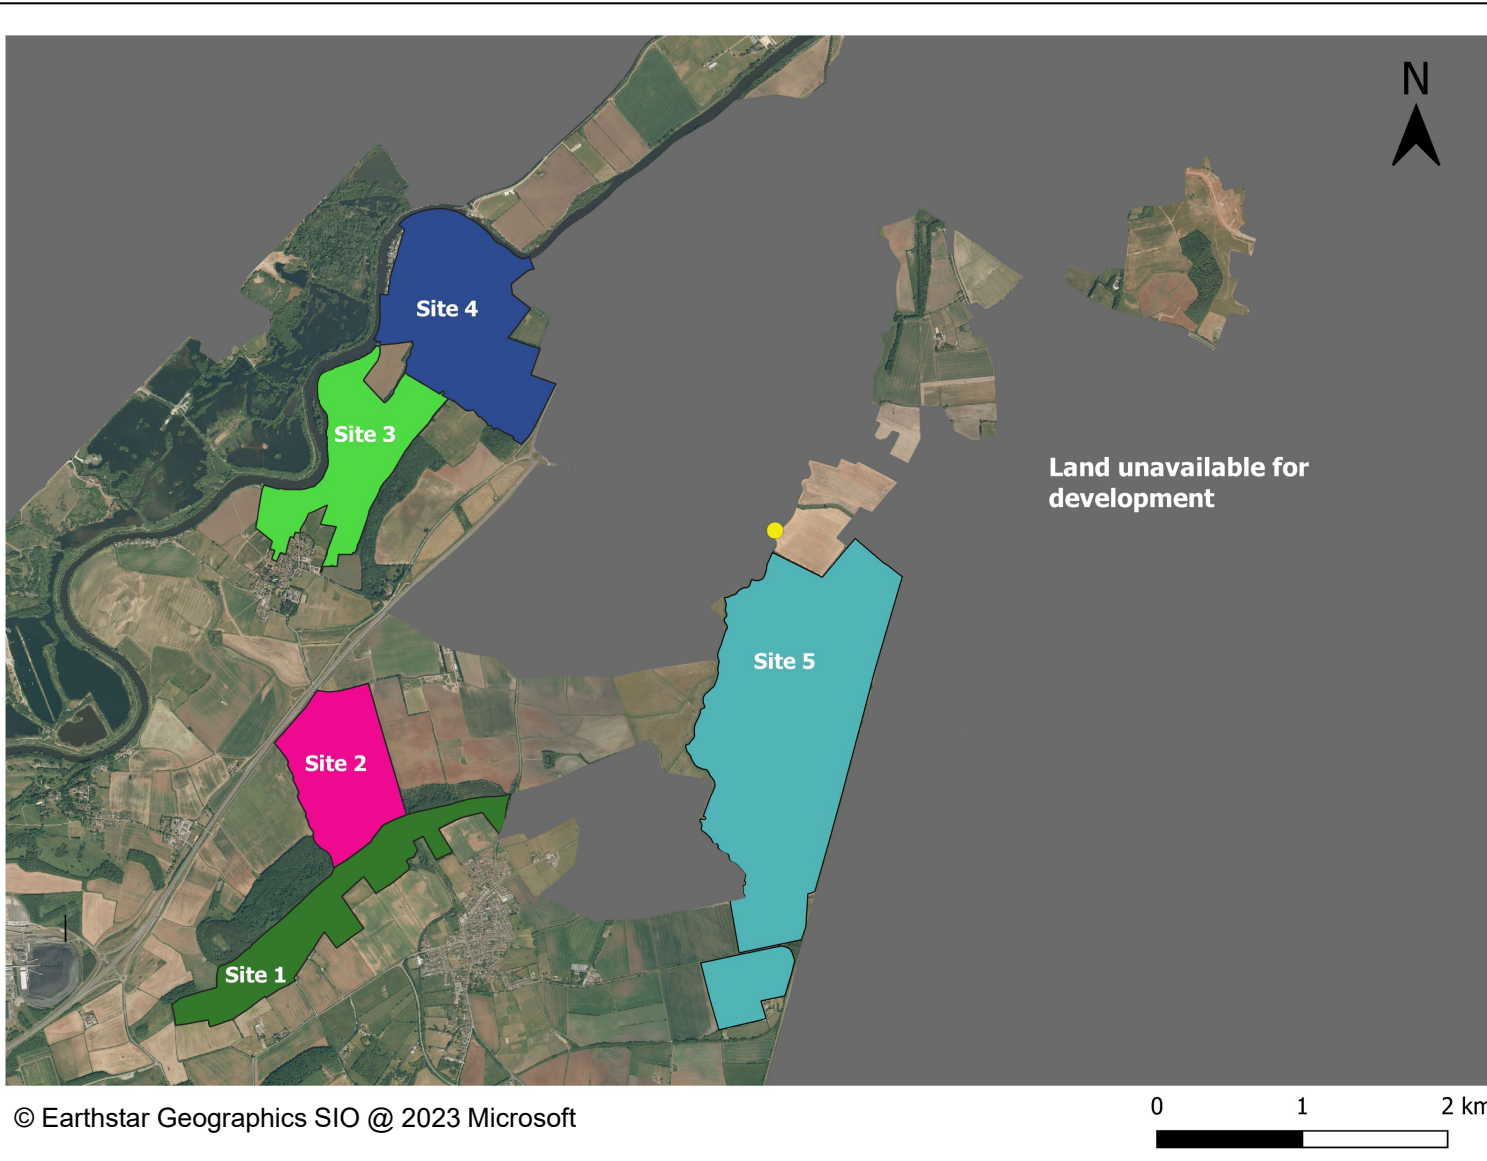 N
Site 4
Site 3
Land unavailable for
development
Site 5
Site 2
Site 1
© Earthstar Geographics SIO @ 2023 Microsoft
0 1 2 km